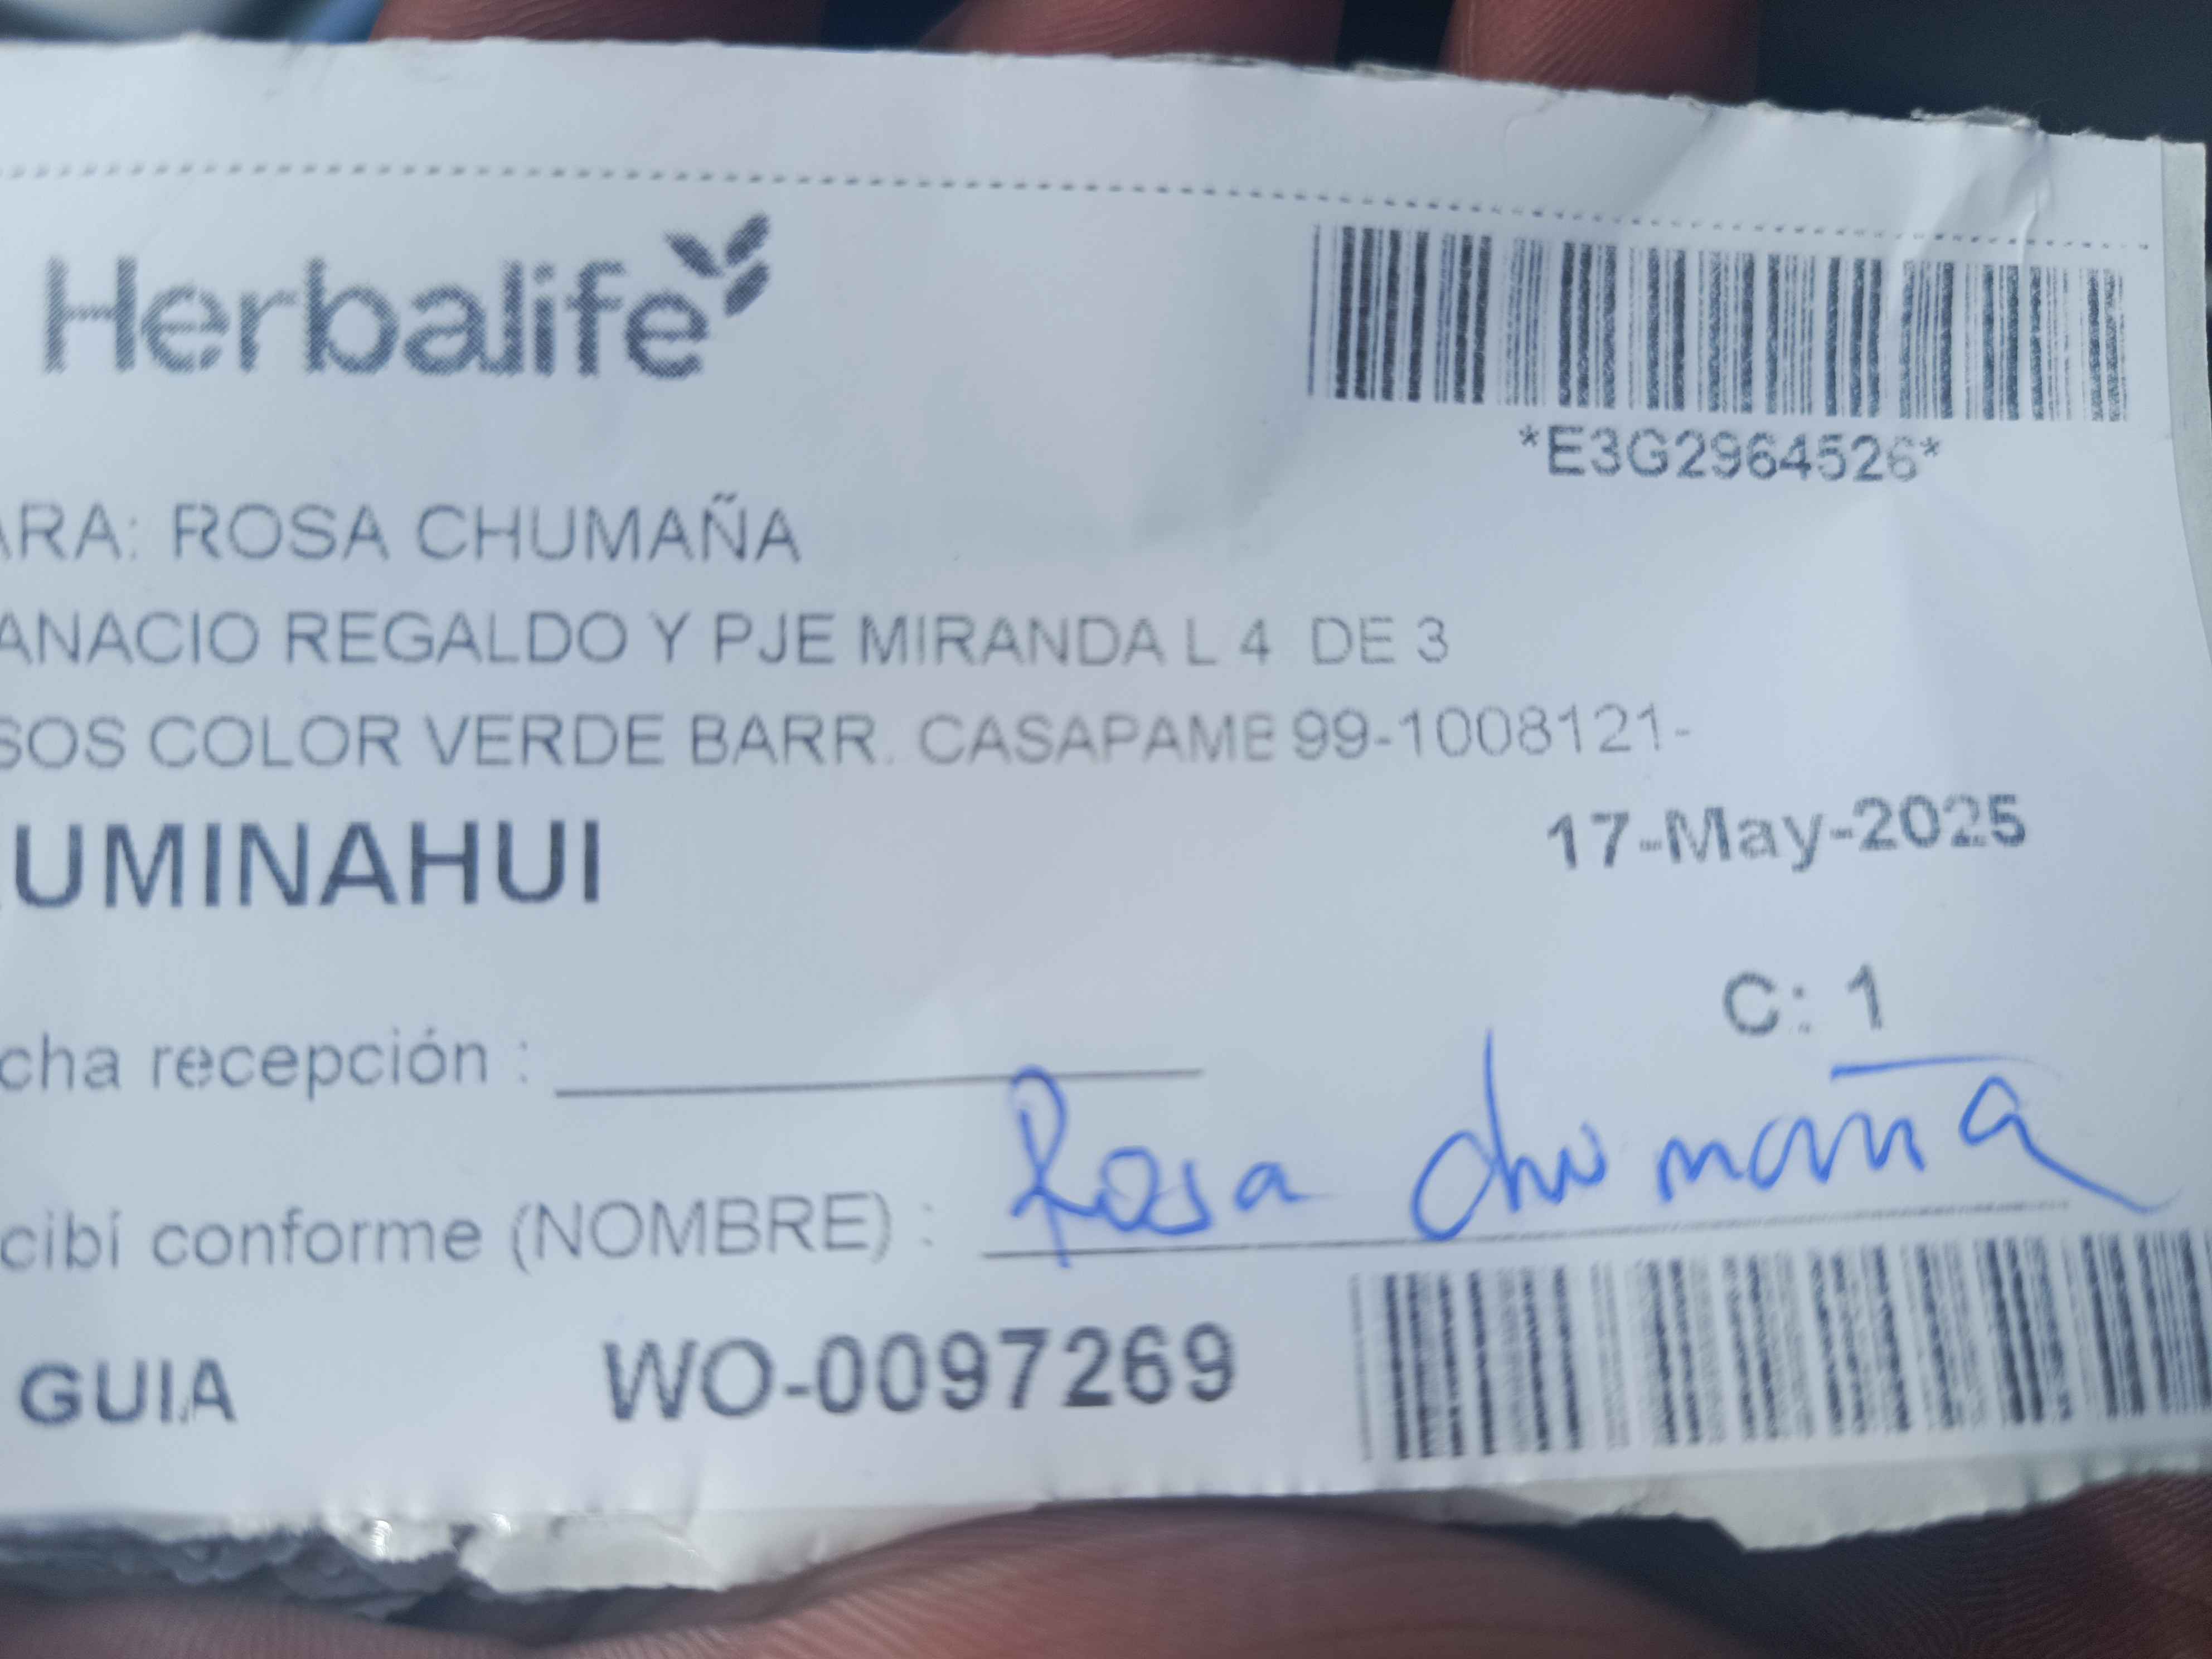 Herbalife
*E3G2964526*
ARA: ROSA CHUMAÑA
ANACIO REGALDO Y PJE MIRANDA L 4 DE 3
SOS COLOR VERDE BARR. CASAPAMB 99-1008121-
UMINAHUI
17-May-2025
C: 1
cha recepción :
cibí conforme (NOMBRE) : Rosa Chumaña
GUIA WO-0097269